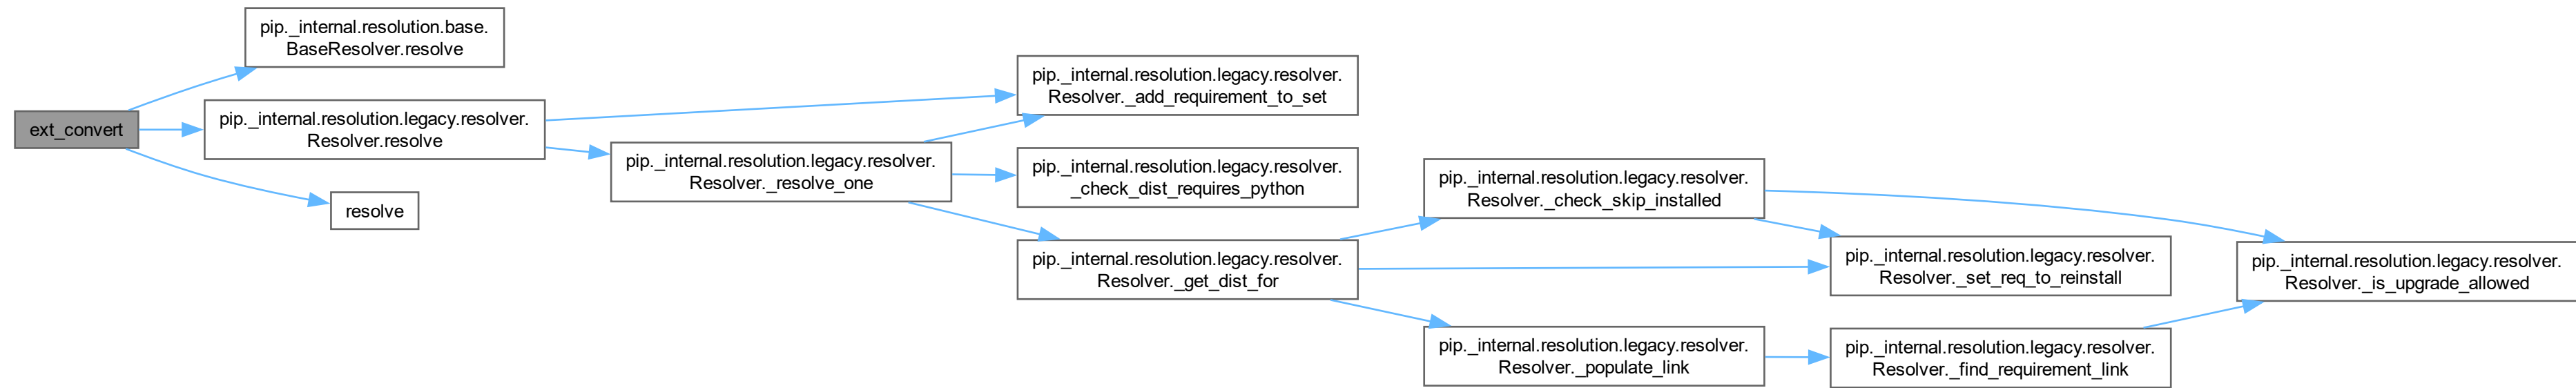 ext_convert
pip._internal.resolution.base.
BaseResolver.resolve
pip._internal.resolution.legacy.resolver.
Resolver.resolve
resolve
pip._internal.resolution.legacy.resolver.
Resolver._resolve_one
pip._internal.resolution.legacy.resolver.
Resolver._add_requirement_to_set
pip._internal.resolution.legacy.resolver.
_check_dist_requires_python
pip._internal.resolution.legacy.resolver.
Resolver._get_dist_for
pip._internal.resolution.legacy.resolver.
Resolver._check_skip_installed
pip._internal.resolution.legacy.resolver.
Resolver._populate_link
pip._internal.resolution.legacy.resolver.
Resolver._set_req_to_reinstall
pip._internal.resolution.legacy.resolver.
Resolver._find_requirement_link
pip._internal.resolution.legacy.resolver.
Resolver._is_upgrade_allowed